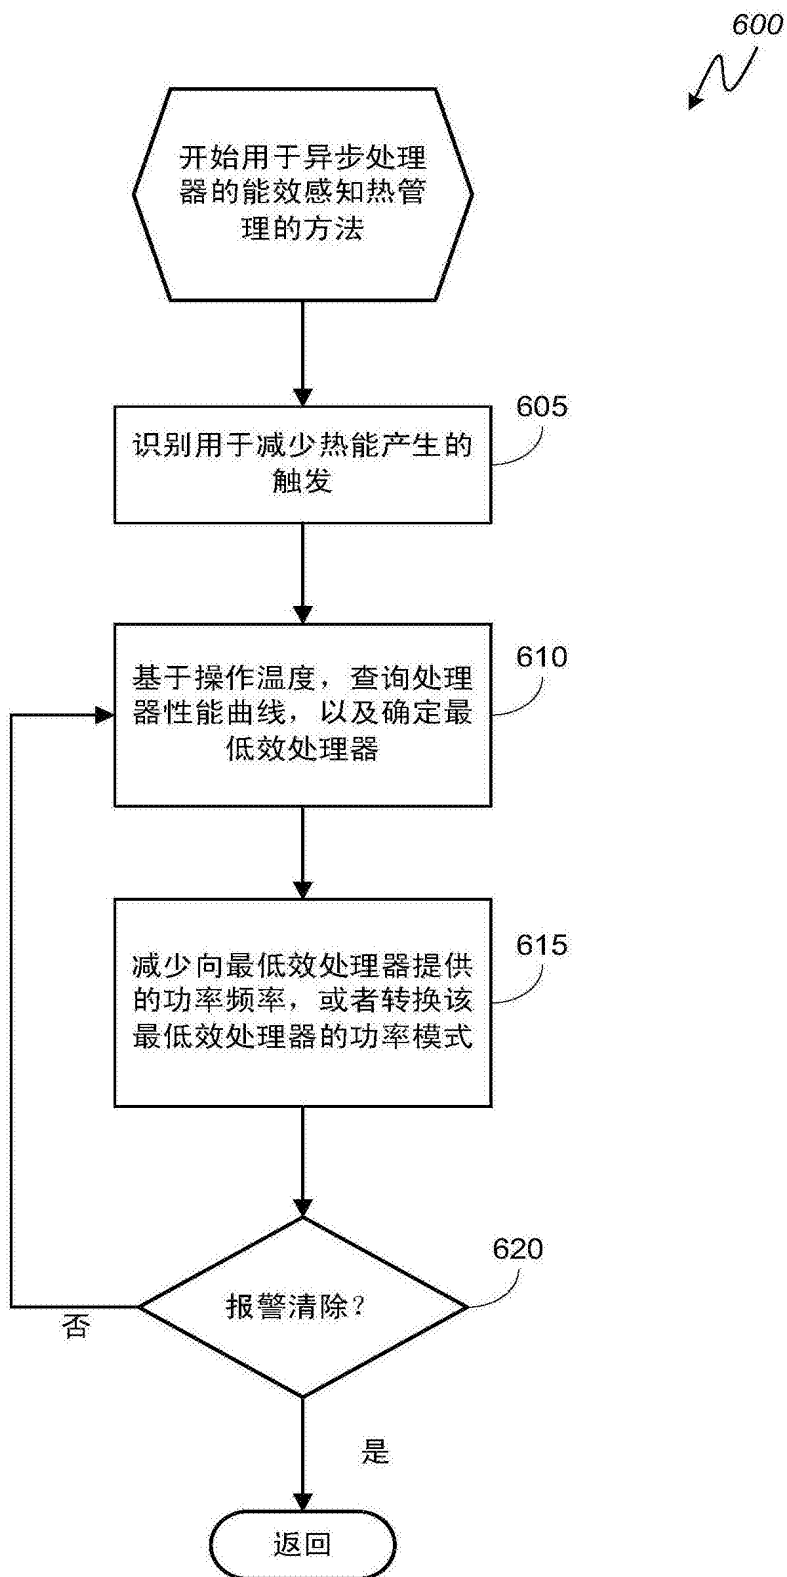 600
开始用于异步处理
器的能效感知热管
理的方法
605
识别用于减少热能产生的
触发
610
基于操作温度，查询处理
器性能曲线，以及确定最
低效处理器
615
减少向最低效处理器提供
的功率频率，或者转换该
最低效处理器的功率模式
620
报警清除？
否
是
返回